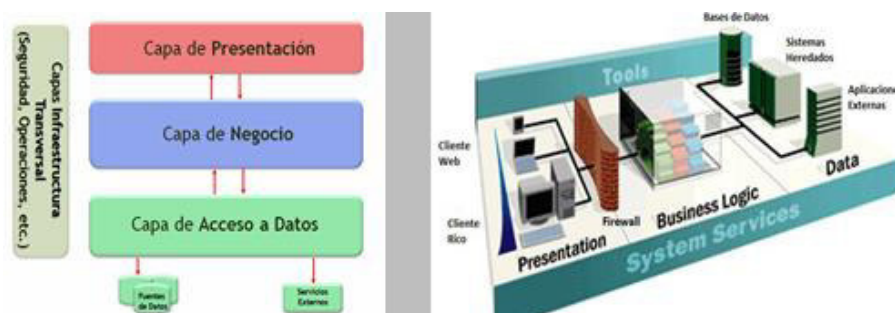 Capas Infraestructura
Transversal
(Seguridad, Operaciones, etc.)
Capa de Presentación
Capa de Negocio
Capa de Acceso a Datos
Fuentes
de Datos
Servicios
Externos
Bases de Datos
Sistemas
Heredados
Aplicacione
Externas
Tools
Cliente
Web
Cliente
Rico
Firewall
Presentation
Business Logic
Data
System Services